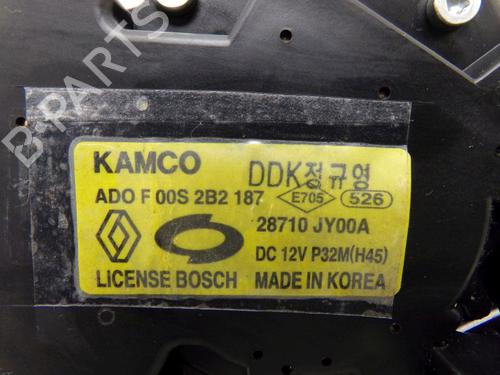 B-PARTS
KAMCO DDK정규영
ADO F 00S 2B2 187 E705 526
28710 JY00A
DC 12V P32M(H45)
LICENSE BOSCH MADE IN KOREA